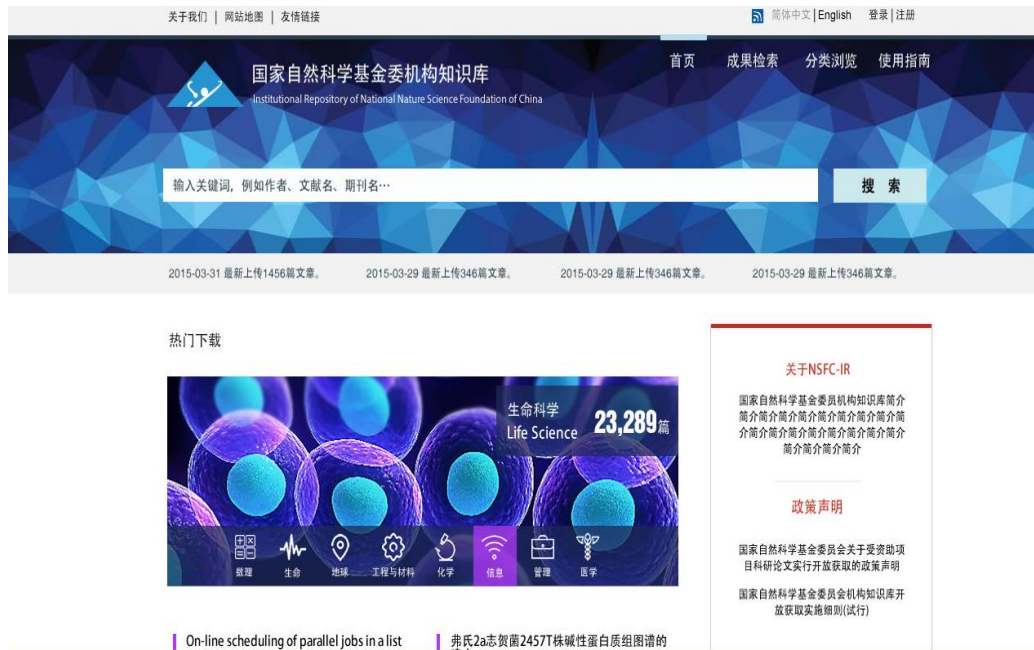 关于我们 | 网站地图 | 友情链接
简体中文 | English 登录 | 注册
首页 成果检索 分类浏览 使用指南
国家自然科学基金委机构知识库
Institutional Repository of National Nature Science Foundation of China
输入关键词, 例如作者、文献名、期刊名…
搜 索
2015-03-31 最新上传1456篇文章。 2015-03-29 最新上传346篇文章。 2015-03-29 最新上传346篇文章。 2015-03-29 最新上传346篇文章。
热门下载
生命科学
Life Science
23,289篇
数理 生命 地球 工程与材料 化学 信息 管理 医学
On-line scheduling of parallel jobs in a list
弗氏2a志贺菌2457T株碱性蛋白质组图谱的
关于NSFC-IR
国家自然科学基金委员机构知识库简介
简介简介简介简介简介简介简介简介简
介简介简介简介简介简介简介简介简介
简介简介简介简介
政策声明
国家自然科学基金委员会关于受资助项
目科研论文实行开放获取的政策声明
国家自然科学基金委员会机构知识库开
放获取实施细则(试行)